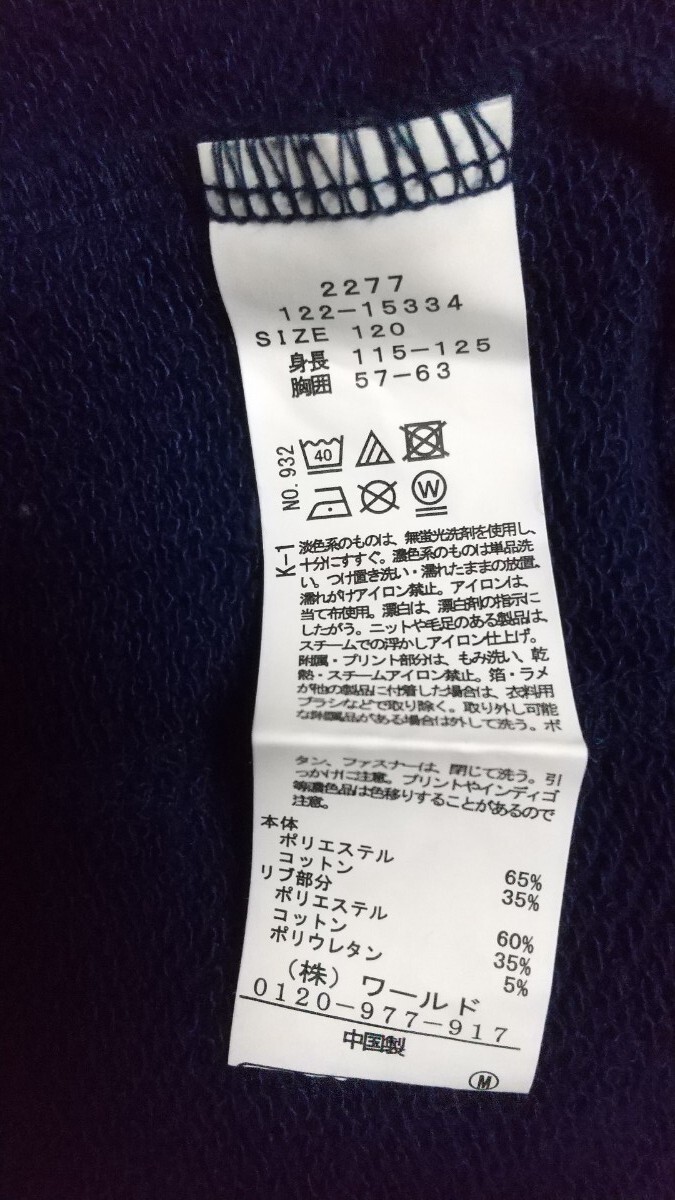 2277
122-15334
SIZE 120
身長 115-125
胸囲 57-63
NO.932
40
W
K-1
淡色系のものは、無蛍光洗剤を使用し、
十分にすすぐ。濃色系のものは単品洗
い。つけ置き洗い・濡れたままの放置、
濡れがけアイロン禁止。アイロンは、
当て布使用。漂白は、漂白剤の指示に
したがう。ニットや毛足のある製品は、
スチームでの浮かしアイロン仕上げ。
附属・プリント部分は、もみ洗い、乾
熱・スチームアイロン禁止。箔・ラメ
が他の製品に付着した場合は、衣料用
ブラシなどで取り除く。取り外し可能
な附属品がある場合は外して洗う。ボ
タン、ファスナーは、閉じて洗う。引
っかけに注意。プリントやインディゴ
等濃色品は色移りすることがあるので
注意。
本体
ポリエステル 65%
コットン 35%
リブ部分
ポリエステル 60%
コットン 35%
ポリウレタン 5%
(株) ワールド
0120-977-917
中国製
M